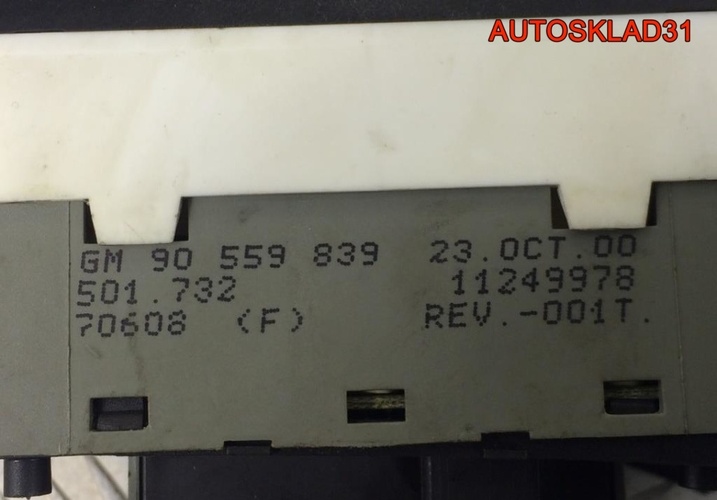 AUTOSKLAD31
GM 90 559 839 23.OCT.00
501.732 11249978
70608 (F) REV.-001T.